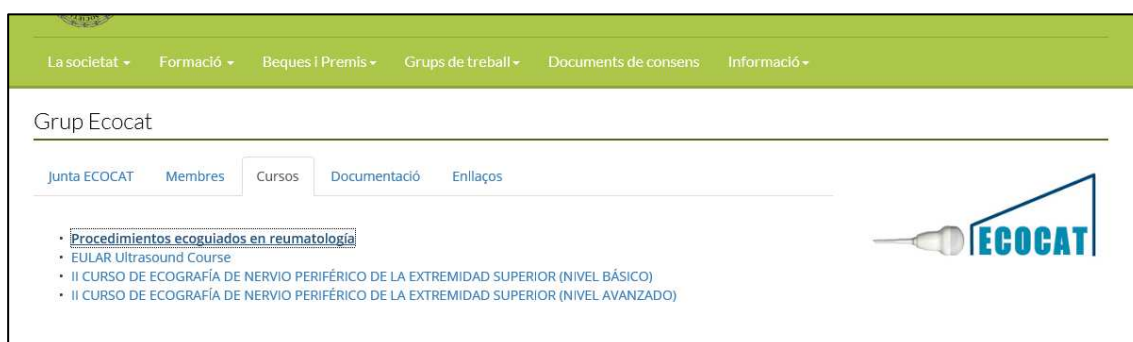 La societat Formació Beques i Premis Grups de treball Documents de consens Informació
Grup Ecocat
Junta ECOCAT Membres Cursos Documentació Enllaços
ECOCAT
• Procedimientos ecoguiados en reumatología
• EULAR Ultrasound Course
• II CURSO DE ECOGRAFÍA DE NERVIO PERIFÉRICO DE LA EXTREMIDAD SUPERIOR (NIVEL BÁSICO)
• II CURSO DE ECOGRAFÍA DE NERVIO PERIFÉRICO DE LA EXTREMIDAD SUPERIOR (NIVEL AVANZADO)